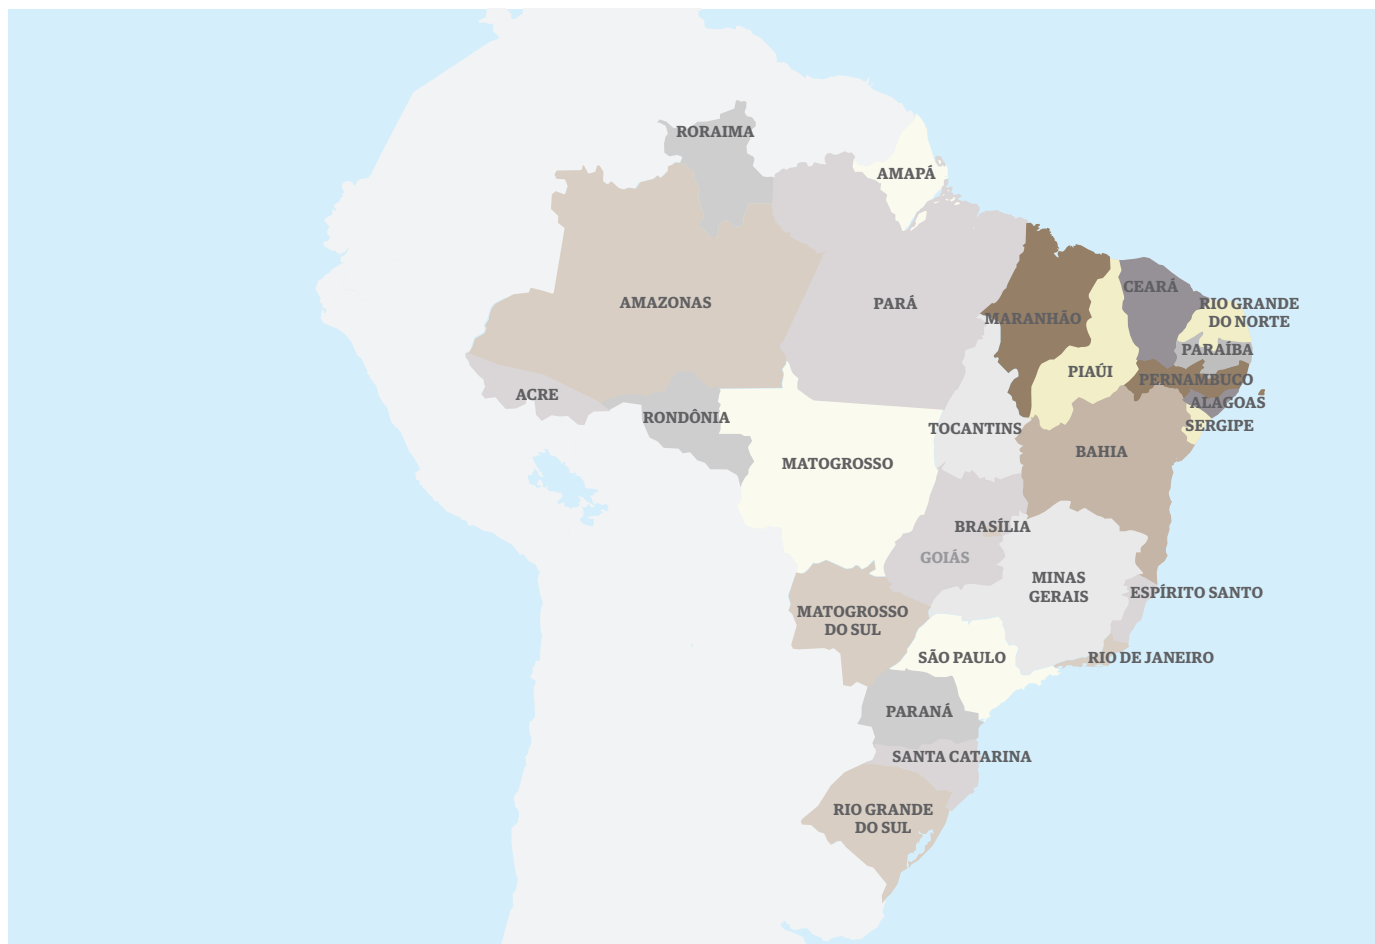 RORAIMA
AMAPÁ
CEARÁ
AMAZONAS
PARÁ
RIO GRANDE
DO NORTE
MARANHÃO
PARAÍBA
PIAÚI
PERNAMBUCO
ACRE
ALAGOAS
RONDÔNIA
SERGIPE
TOCANTINS
BAHIA
MATOGROSSO
BRASÍLIA
GOIÁS
MINAS
GERAIS
ESPÍRITO SANTO
MATOGROSSO
DO SUL
SÃO PAULO
RIO DE JANEIRO
PARANÁ
SANTA CATARINA
RIO GRANDE
DO SUL